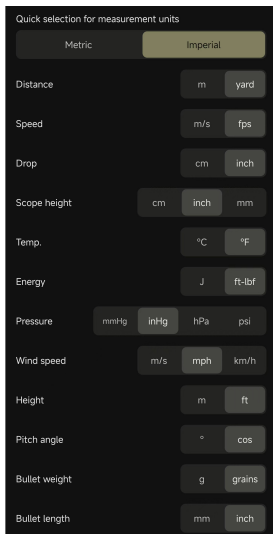 Quick selection for measurement units
Metric Imperial
Distance m yard
Speed m/s fps
Drop cm inch
Scope height cm inch mm
Temp. °C °F
Energy J ft-lbf
Pressure mmHg inHg hPa psi
Wind speed m/s mph km/h
Height m ft
Pitch angle ° cos
Bullet weight g grains
Bullet length mm inch